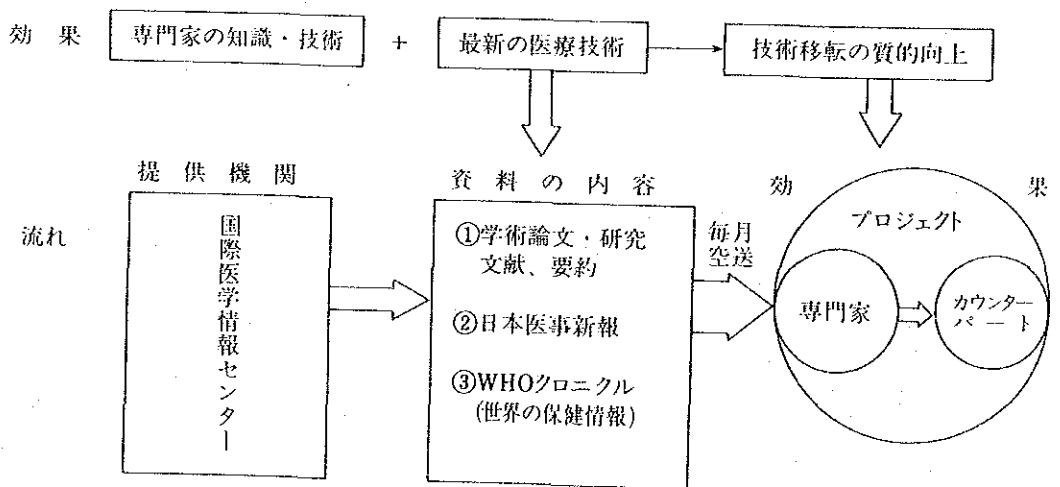 効果 専門家の知識・技術 + 最新の医療技術 技術移転の質的向上
提供機関
資料の内容
効果
流れ
国際医学情報センター
①学術論文・研究
文献、要約
②日本医事新報
③WHOクロニクル
(世界の保健情報)
毎月
空送
プロジェクト
専門家
カウンター
パート